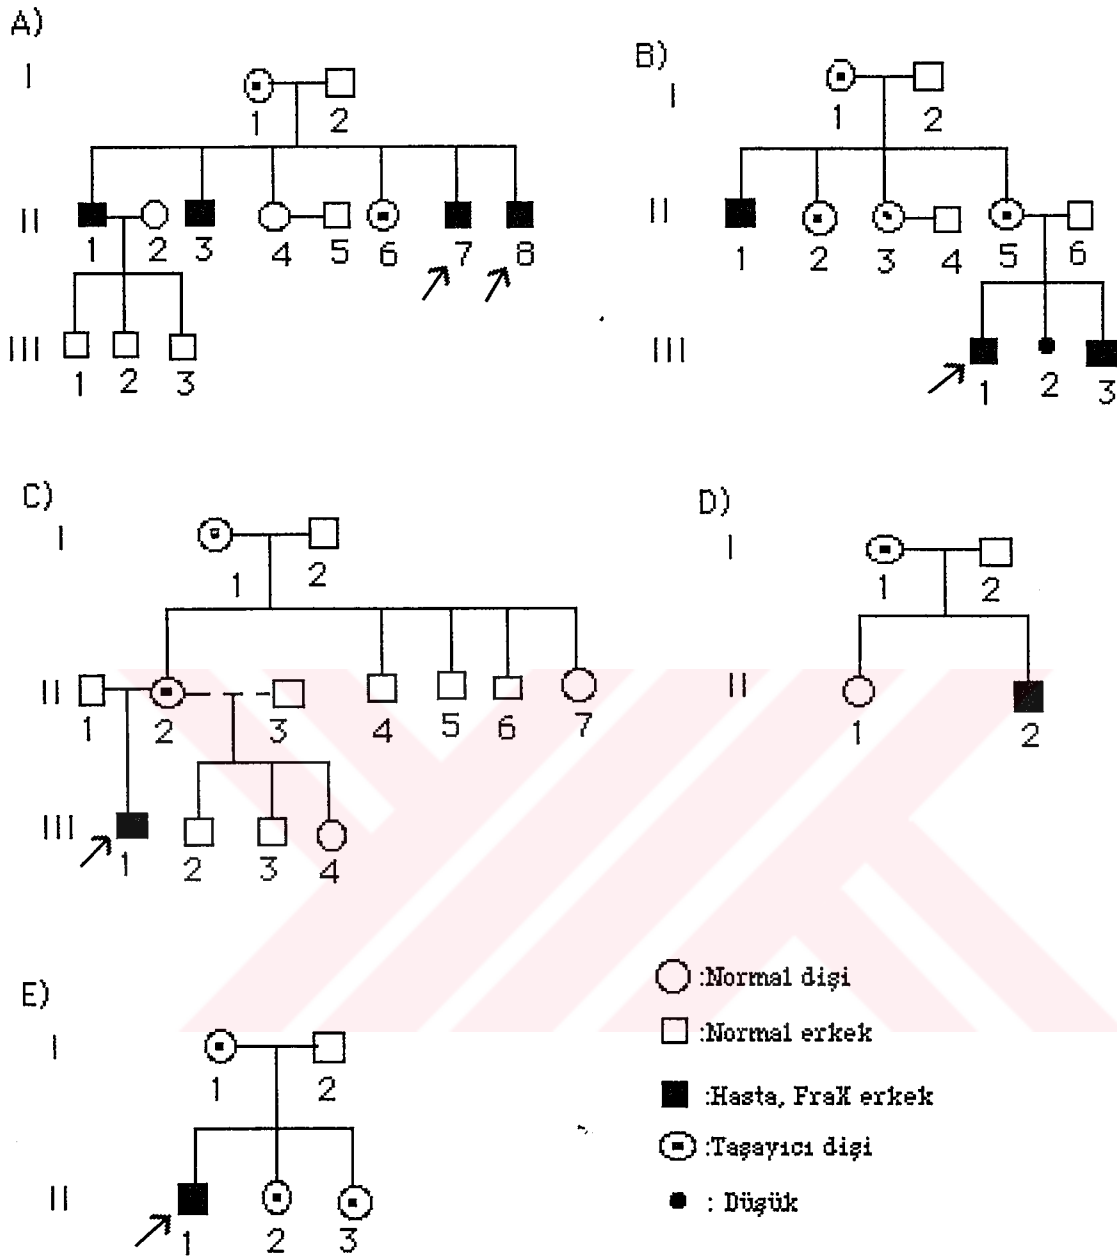 A)
I
1 2
II
1 2 3 4 5 6 7 8
III
1 2 3
B)
I
1 2
II
1 2 3 4 5 6
III
1 2 3
C)
I
1 2
II
1 2 3 4 5 6 7
III
1 2 3 4
D)
I
1 2
II
1 2
E)
I
1 2
II
1 2 3
:Normal dişi
:Normal erkek
:Hasta, FraX erkek
:Taşayıcı dişi
: Düşük